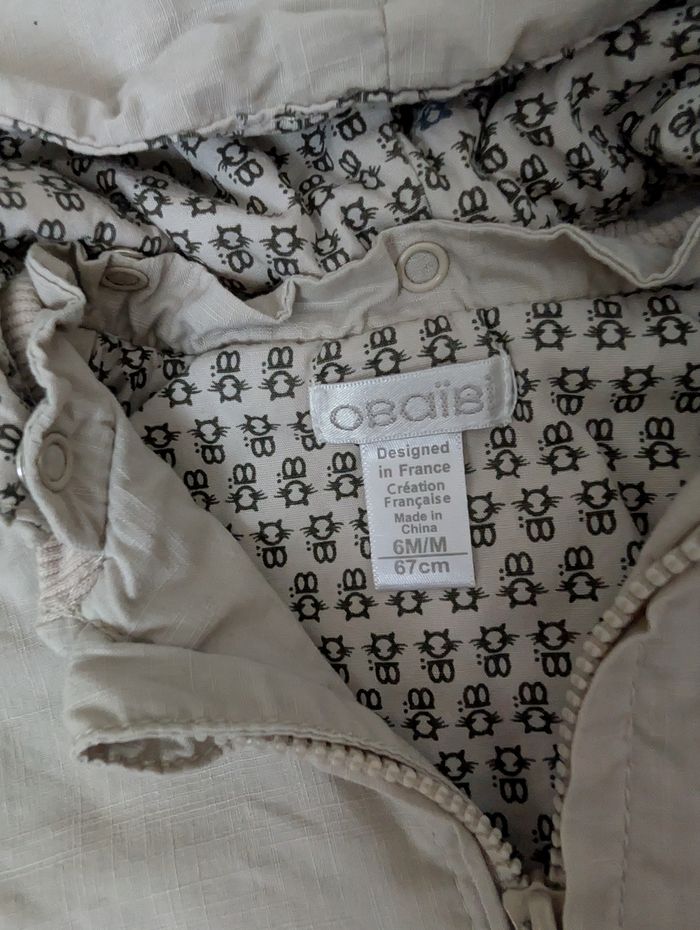 obaïbi
Designed
in France
Création
Française
Made in
China
6M/M
67cm